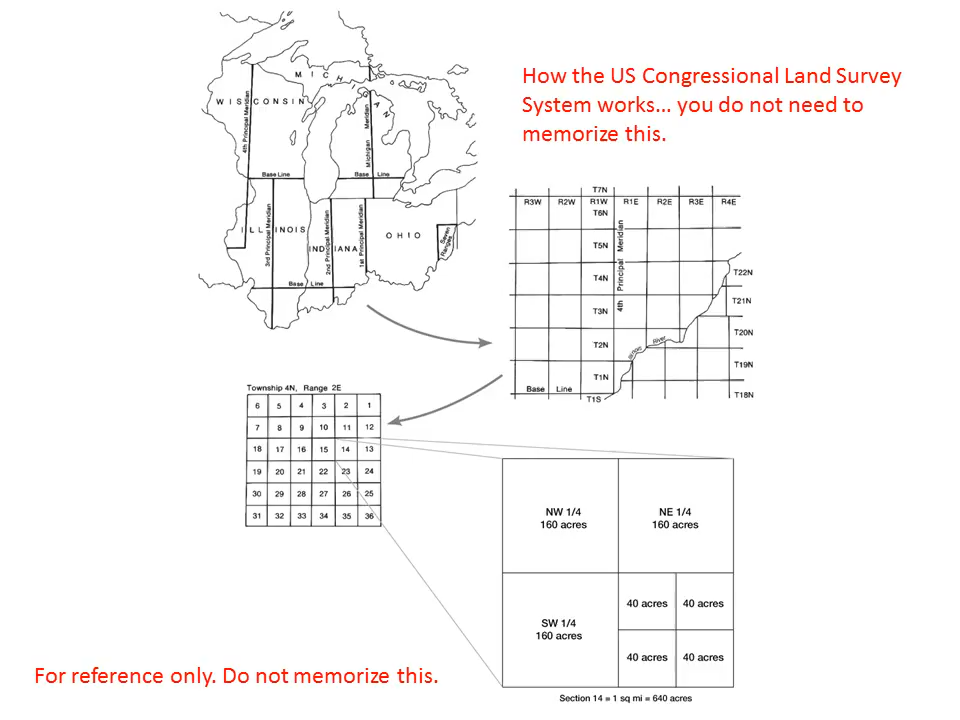 How the US Congressional Land Survey
System works... you do not need to
memorize this.
MICHIGAN
WISCONSIN
4th Principal Meridian
Michigan Meridian
Base Line
Base Line
ILLINOIS
INDIANA
OHIO
3rd Principal Meridian
2nd Principal Meridian
1st Principal Meridian
Seven
Ranges
Base Line
T7N
R3W R2W R1W R1E R2E R3E R4E
T6N
T5N
T4N
T3N
T2N
T1N
T1S
4th Principal Meridian
Base Line
River
T22N
T21N
T20N
T19N
T18N
Township 4N, Range 2E
6 5 4 3 2 1
7 8 9 10 11 12
18 17 16 15 14 13
19 20 21 22 23 24
30 29 28 27 26 25
31 32 33 34 35 36
NW 1/4
160 acres
NE 1/4
160 acres
SW 1/4
160 acres
40 acres 40 acres
40 acres 40 acres
Section 14 = 1 sq mi = 640 acres
For reference only. Do not memorize this.